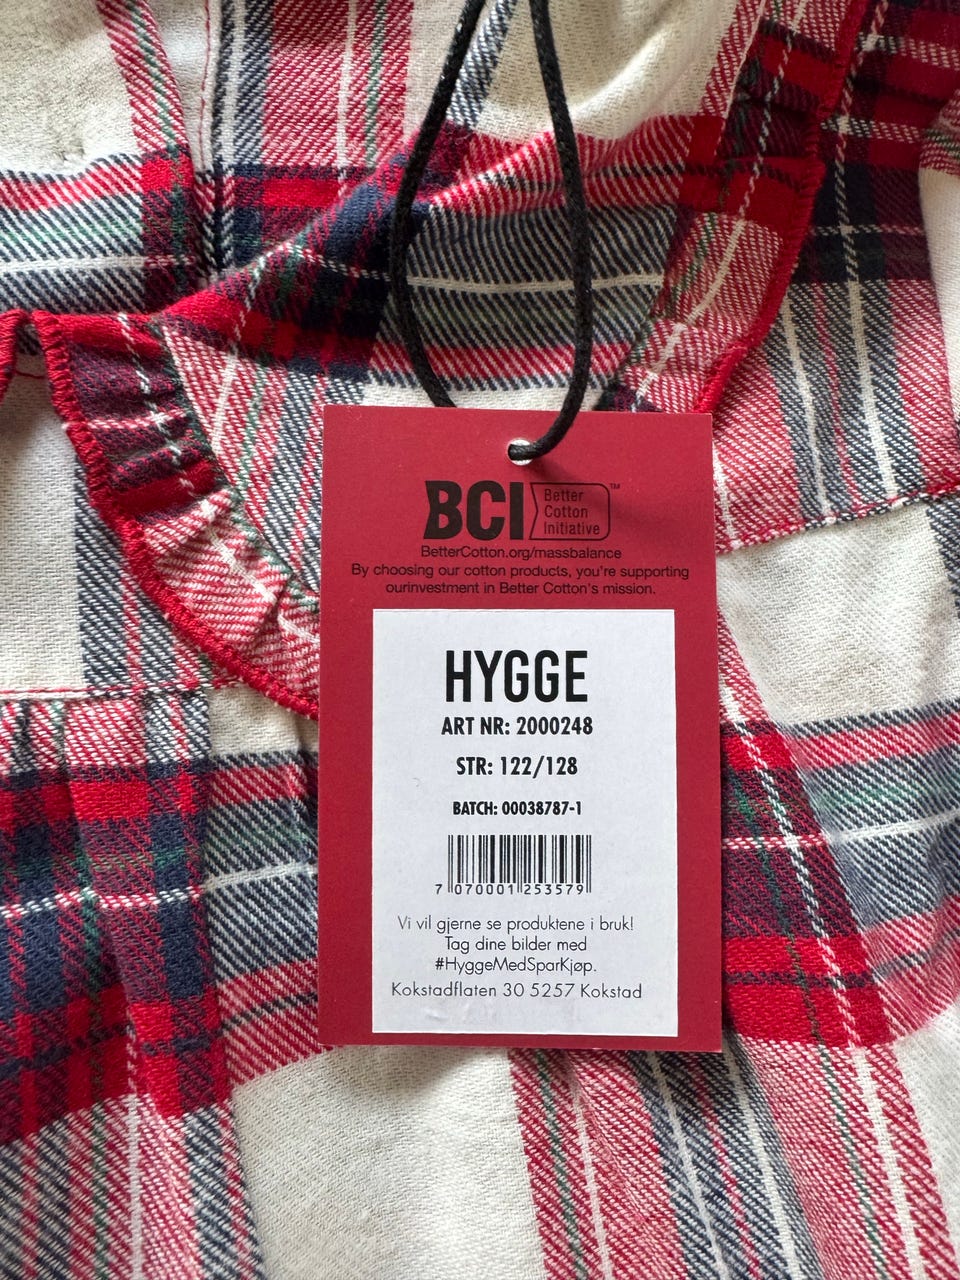 BCI Better Cotton Initiative™
BetterCotton.org/massbalance
By choosing our cotton products, you're supporting
ourinvestment in Better Cotton's mission.
HYGGE
ART NR: 2000248
STR: 122/128
BATCH: 00038787-1
7 070001 253579
Vi vil gjerne se produktene i bruk!
Tag dine bilder med
#HyggeMedSparKjøp.
Kokstadflaten 30 5257 Kokstad